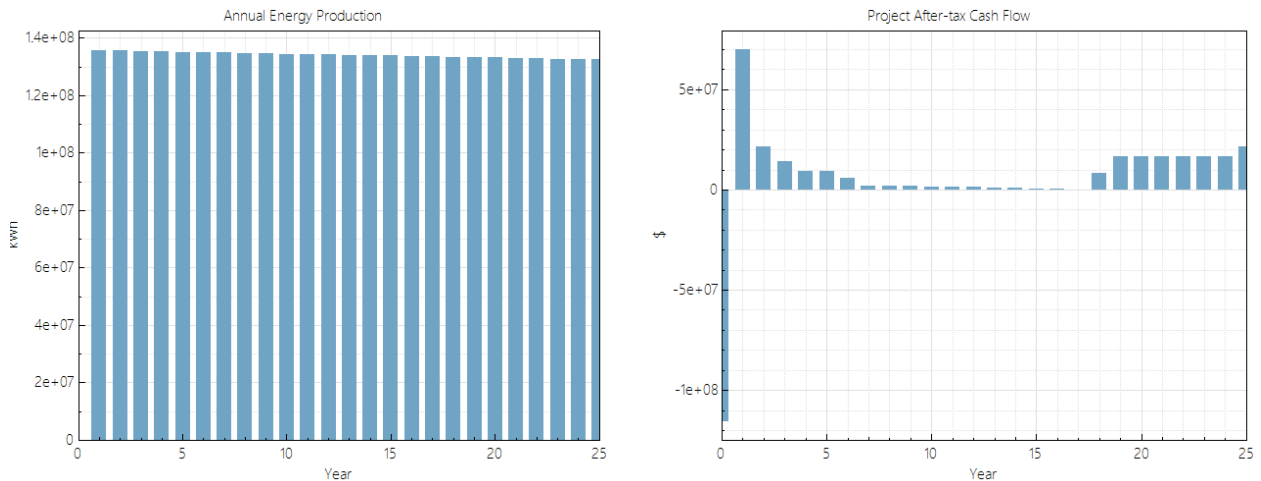 Annual Energy Production
1.4e+08
1.2e+08
1e+08
8e+07
6e+07
4e+07
2e+07
0
kWh
0 5 10 15 20 25
Year
Project After-tax Cash Flow
5e+07
0
-5e+07
-1e+08
$
0 5 10 15 20 25
Year